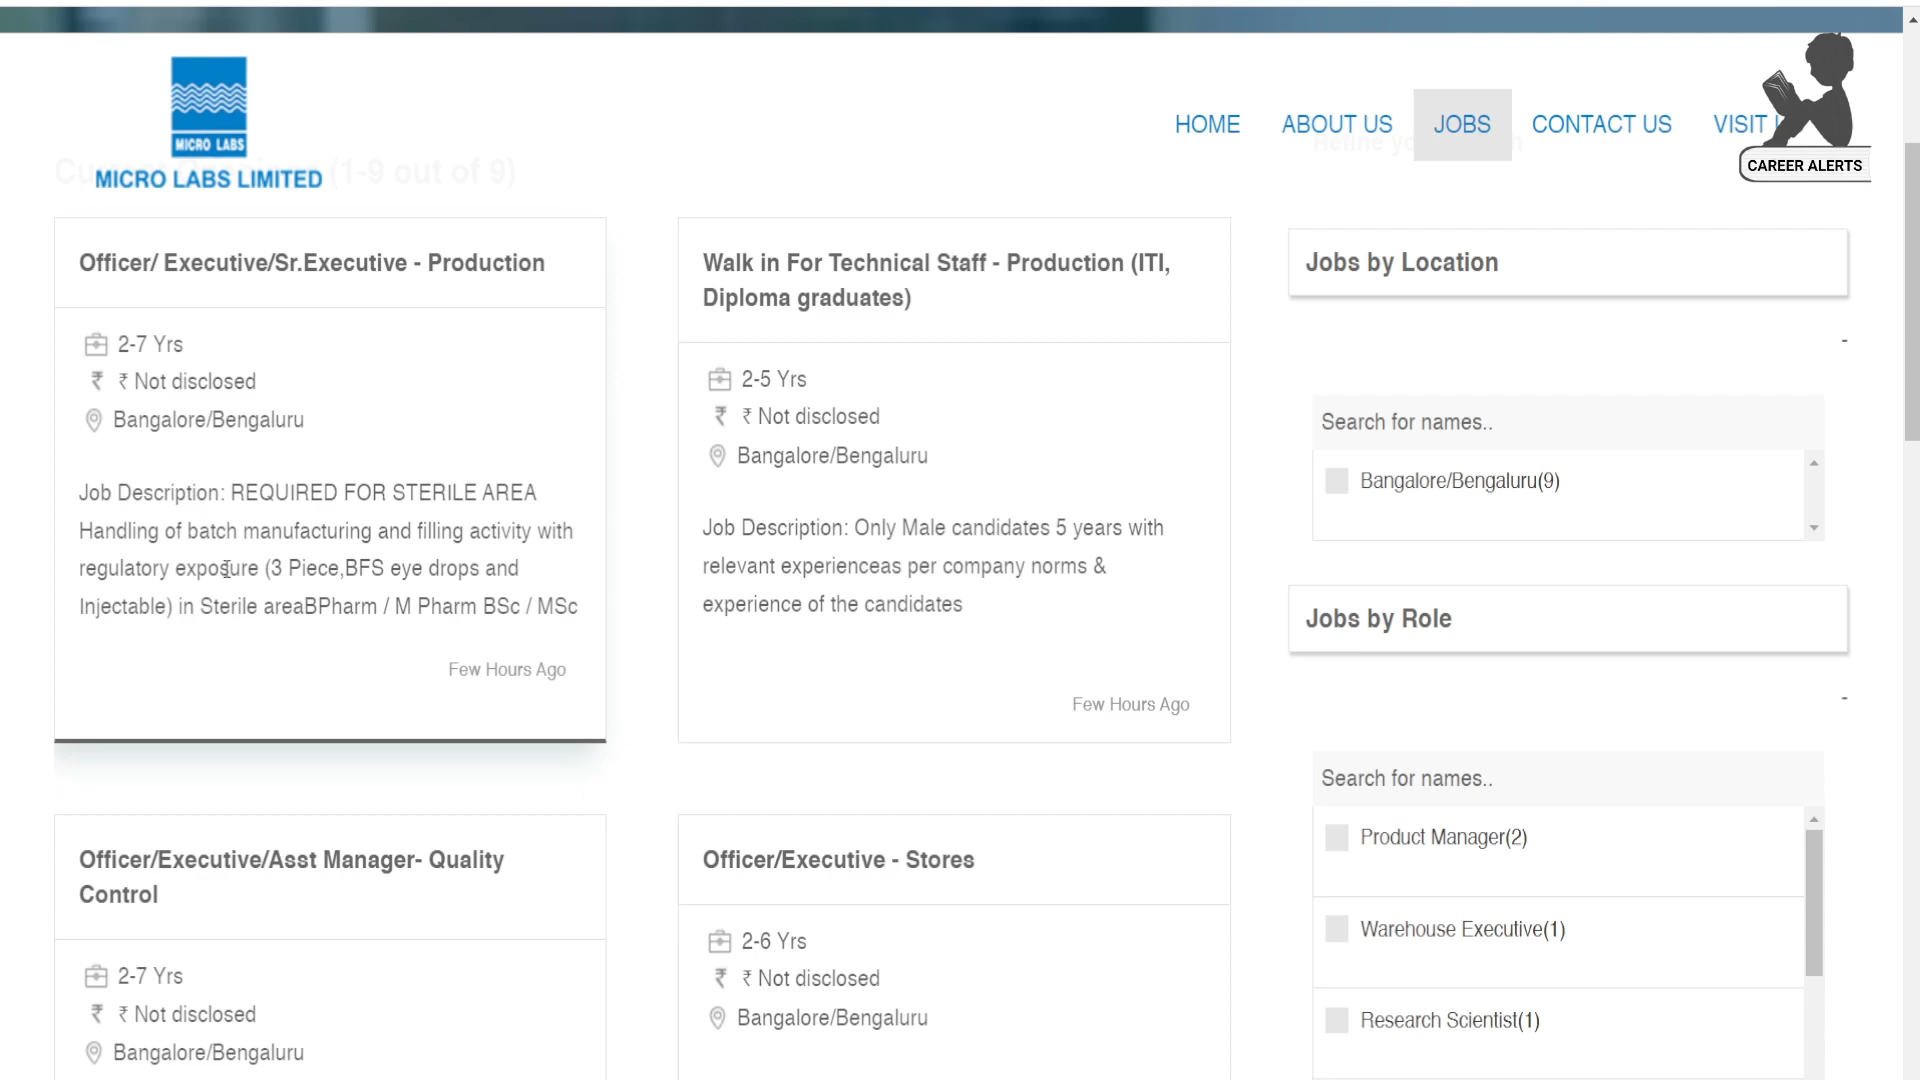 MICRO LABS
MICRO LABS LIMITED
HOME
ABOUT US
JOBS
CONTACT US
VISIT
CAREER ALERTS
(1-9 out of 9)
Officer/ Executive/Sr.Executive - Production
2-7 Yrs
₹ ₹ Not disclosed
Bangalore/Bengaluru
Job Description: REQUIRED FOR STERILE AREA
Handling of batch manufacturing and filling activity with
regulatory exposure (3 Piece,BFS eye drops and
Injectable) in Sterile areaBPharm / M Pharm BSc / MSc
Few Hours Ago
Walk in For Technical Staff - Production (ITI,
Diploma graduates)
2-5 Yrs
₹ ₹ Not disclosed
Bangalore/Bengaluru
Job Description: Only Male candidates 5 years with
relevant experienceas per company norms &
experience of the candidates
Few Hours Ago
Officer/Executive/Asst Manager- Quality
Control
2-7 Yrs
₹ ₹ Not disclosed
Bangalore/Bengaluru
Officer/Executive - Stores
2-6 Yrs
₹ ₹ Not disclosed
Bangalore/Bengaluru
Jobs by Location
-
Search for names..
Bangalore/Bengaluru(9)
Jobs by Role
-
Search for names..
Product Manager(2)
Warehouse Executive(1)
Research Scientist(1)